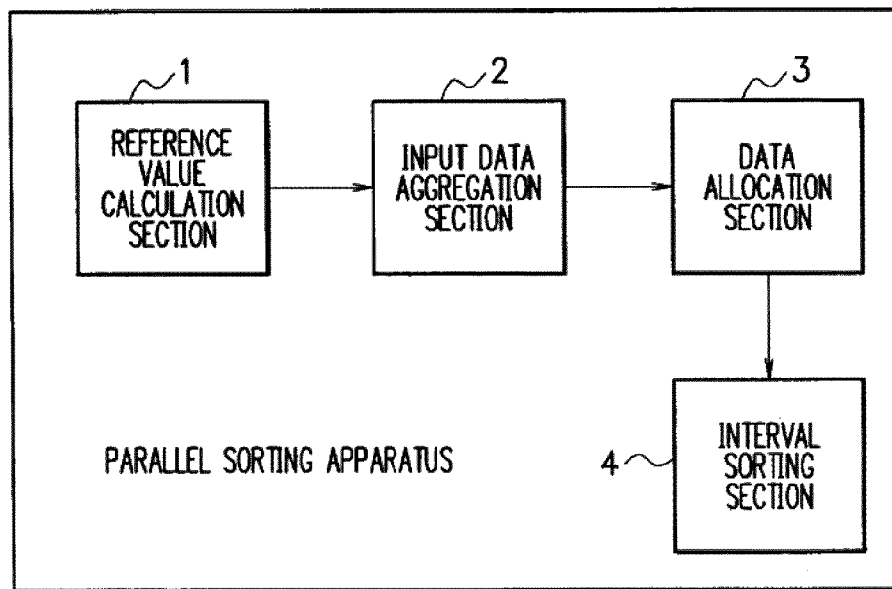 1
REFERENCE
VALUE
CALCULATION
SECTION
2
INPUT DATA
AGGREGATION
SECTION
3
DATA
ALLOCATION
SECTION
4
INTERVAL
SORTING
SECTION
PARALLEL SORTING APPARATUS